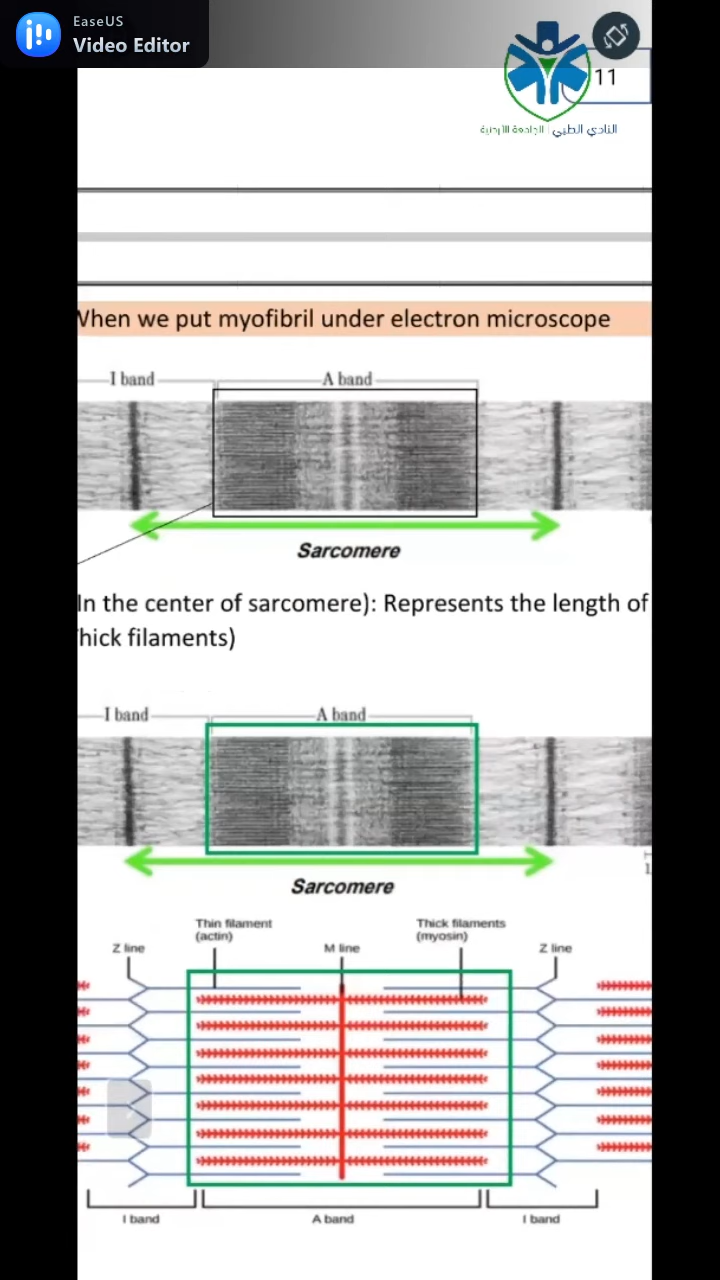 EaseUS
Video Editor
11
النادي الطبي | الجامعة الأردنية
When we put myofibril under electron microscope
I band
A band
Sarcomere
In the center of sarcomere): Represents the length of
hick filaments)
I band
A band
Sarcomere
Thin filament
(actin)
Thick filaments
(myosin)
Z line
M line
Z line
I band
A band
I band